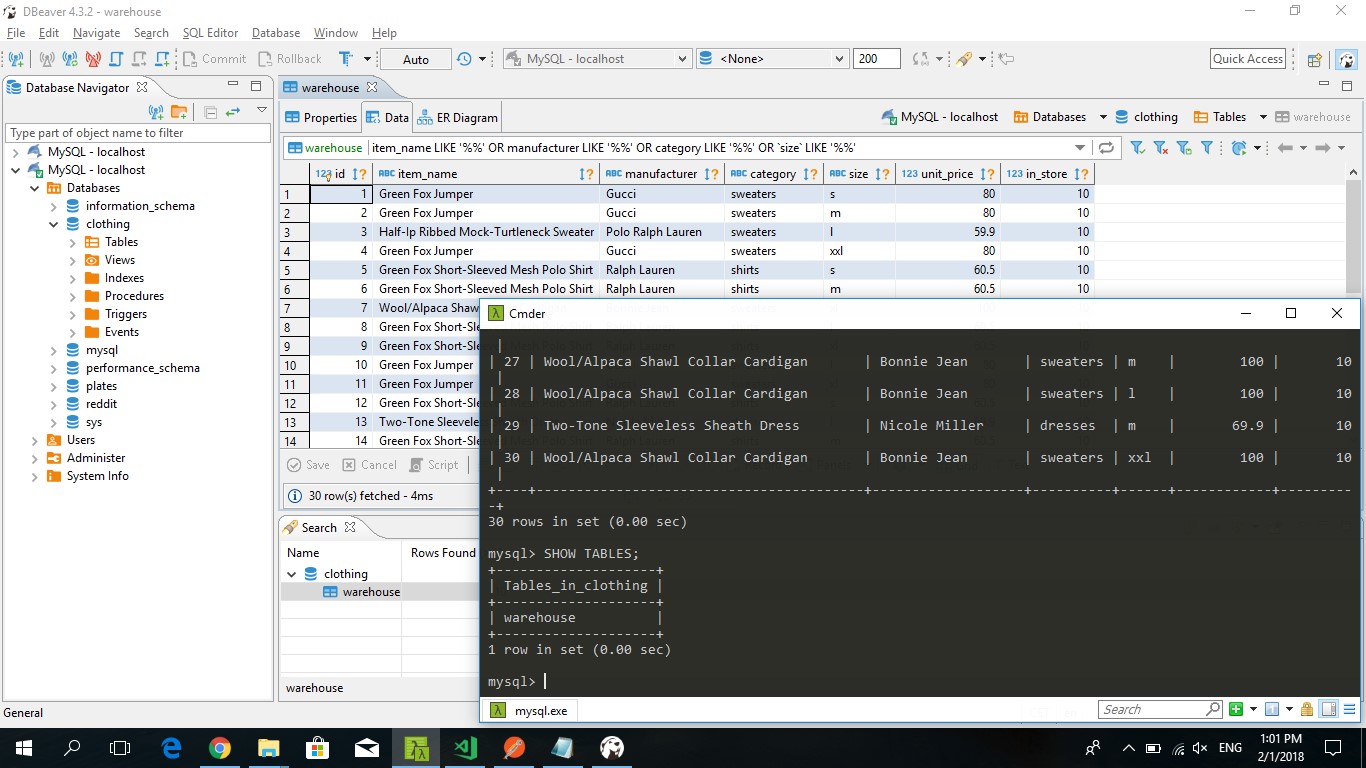 DBeaver 4.3.2 - warehouse
File Edit Navigate Search SQL Editor Database Window Help
Commit Rollback Auto MySQL - localhost <None> 200 Quick Access
Database Navigator
Type part of object name to filter
MySQL - localhost
MySQL - localhost
Databases
information_schema
clothing
Tables
Views
Indexes
Procedures
Triggers
Events
mysql
performance_schema
plates
reddit
sys
Users
Administer
System Info
warehouse
Properties Data ER Diagram MySQL - localhost Databases clothing Tables warehouse
warehouse item_name LIKE '%%' OR manufacturer LIKE '%%' OR category LIKE '%%' OR `size` LIKE '%%'
123 id ABC item_name ABC manufacturer ABC category ABC size 123 unit_price 123 in_store
1 1 Green Fox Jumper Gucci sweaters s 80 10
2 2 Green Fox Jumper Gucci sweaters m 80 10
3 3 Half-Ip Ribbed Mock-Turtleneck Sweater Polo Ralph Lauren sweaters l 59.9 10
4 4 Green Fox Jumper Gucci sweaters xxl 80 10
5 5 Green Fox Short-Sleeved Mesh Polo Shirt Ralph Lauren shirts s 60.5 10
6 6 Green Fox Short-Sleeved Mesh Polo Shirt Ralph Lauren shirts m 60.5 10
7 7 Wool/Alpaca Shaw
8 8 Green Fox Short-Sl
9 9 Green Fox Short-Sl
10 10 Green Fox Jumper
11 11 Green Fox Jumper
12 12 Green Fox Short-Sl
13 13 Two-Tone Sleevele
14 14 Green Fox Short-Sl
Save Cancel Script
30 row(s) fetched - 4ms
Search
Name Rows Found
clothing
warehouse
warehouse
General
Cmder
|
| 27 | Wool/Alpaca Shawl Collar Cardigan | Bonnie Jean | sweaters | m | 100 | 10
|
| 28 | Wool/Alpaca Shawl Collar Cardigan | Bonnie Jean | sweaters | l | 100 | 10
|
| 29 | Two-Tone Sleeveless Sheath Dress | Nicole Miller | dresses | m | 69.9 | 10
|
| 30 | Wool/Alpaca Shawl Collar Cardigan | Bonnie Jean | sweaters | xxl | 100 | 10
|
+----+-----------------------------------------+-------------------+----------+------+------------+---------
-+
30 rows in set (0.00 sec)
mysql> SHOW TABLES;
+--------------------+
| Tables_in_clothing |
+--------------------+
| warehouse |
+--------------------+
1 row in set (0.00 sec)
mysql>
mysql.exe Search
ENG 1:01 PM
2/1/2018